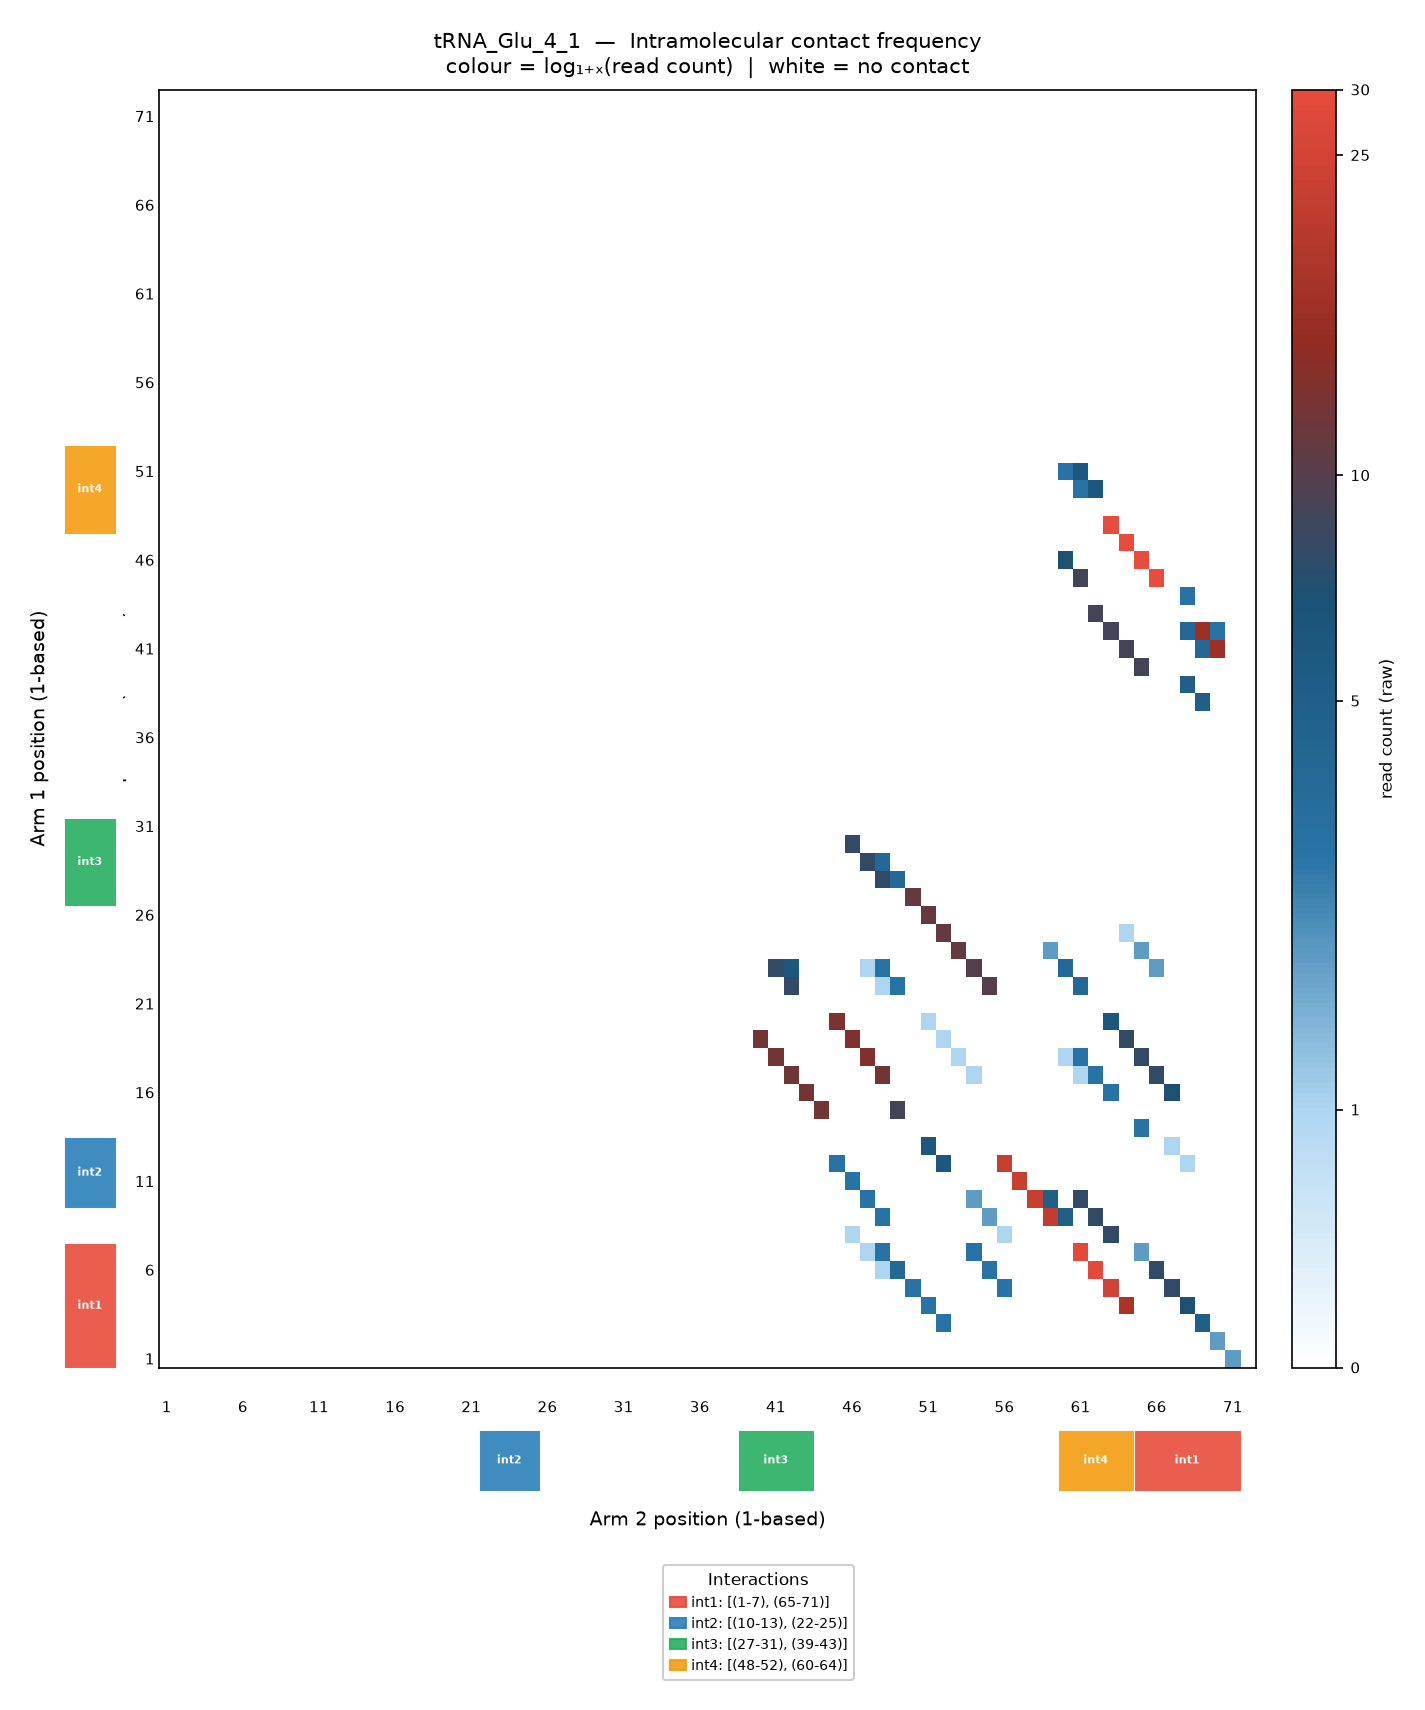 tRNA_Glu_4_1 — Intramolecular contact frequency
colour = log₁₊ₓ(read count) | white = no contact
71
66
61
56
51
46
41
36
31
26
21
16
11
6
1
int4
int3
int2
int1
Arm 1 position (1-based)
30
25
10
5
1
0
read count (raw)
1 6 11 16 21 26 31 36 41 46 51 56 61 66 71
int2 int3 int4 int1
Arm 2 position (1-based)
Interactions
int1: [(1-7), (65-71)]
int2: [(10-13), (22-25)]
int3: [(27-31), (39-43)]
int4: [(48-52), (60-64)]